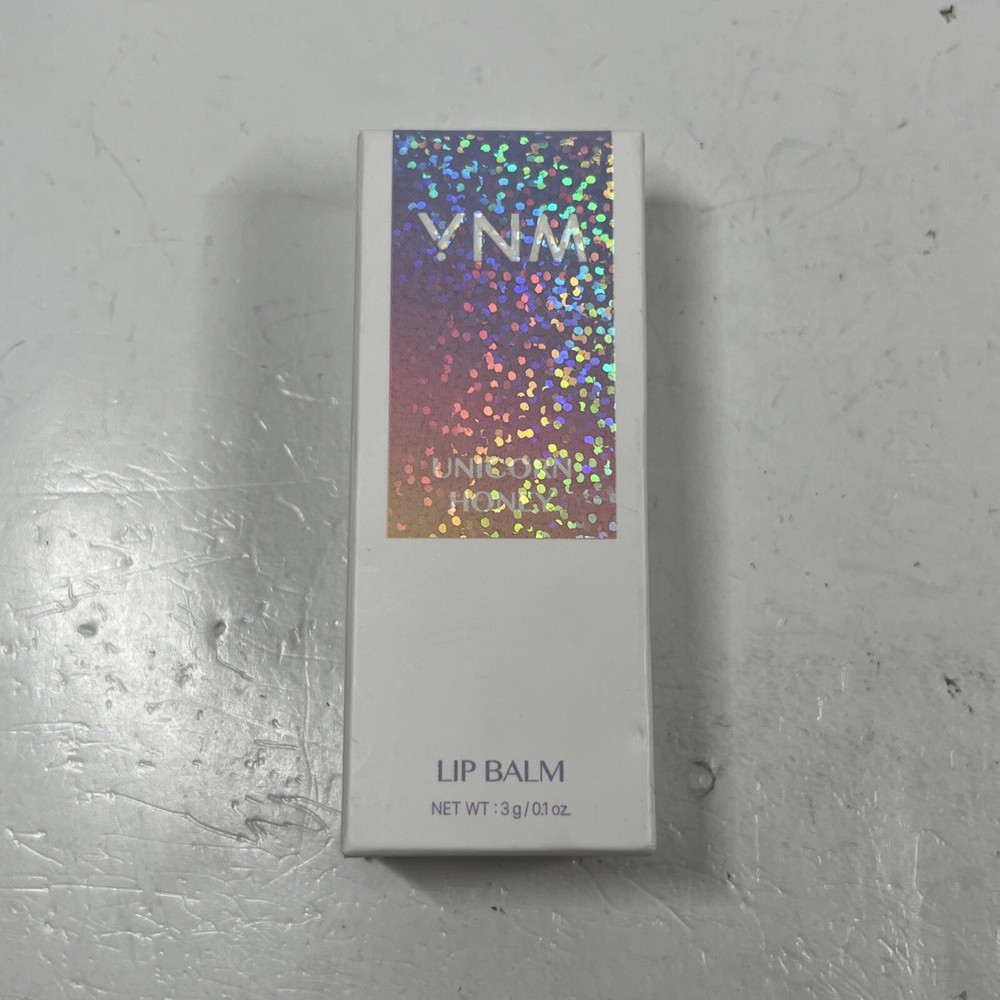 YNM
UNICORN
HONEY
LIP BALM
NET WT : 3 g / 0.1 oz.